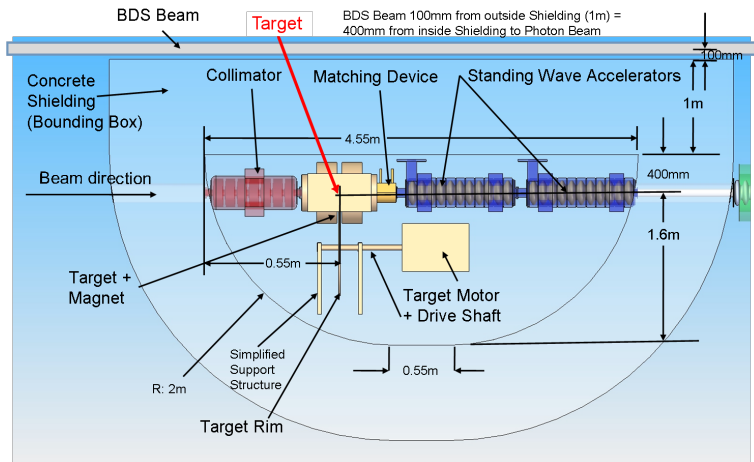 BDS Beam
Target
BDS Beam 100mm from outside Shielding (1m) =
400mm from inside Shielding to Photon Beam
100mm
Concrete
Shielding
(Bounding Box)
Collimator
Matching Device
Standing Wave Accelerators
1m
4.55m
Beam direction
400mm
1.6m
0.55m
Target +
Magnet
Target Motor
+ Drive Shaft
Simplified
Support
Structure
R: 2m
0.55m
Target Rim